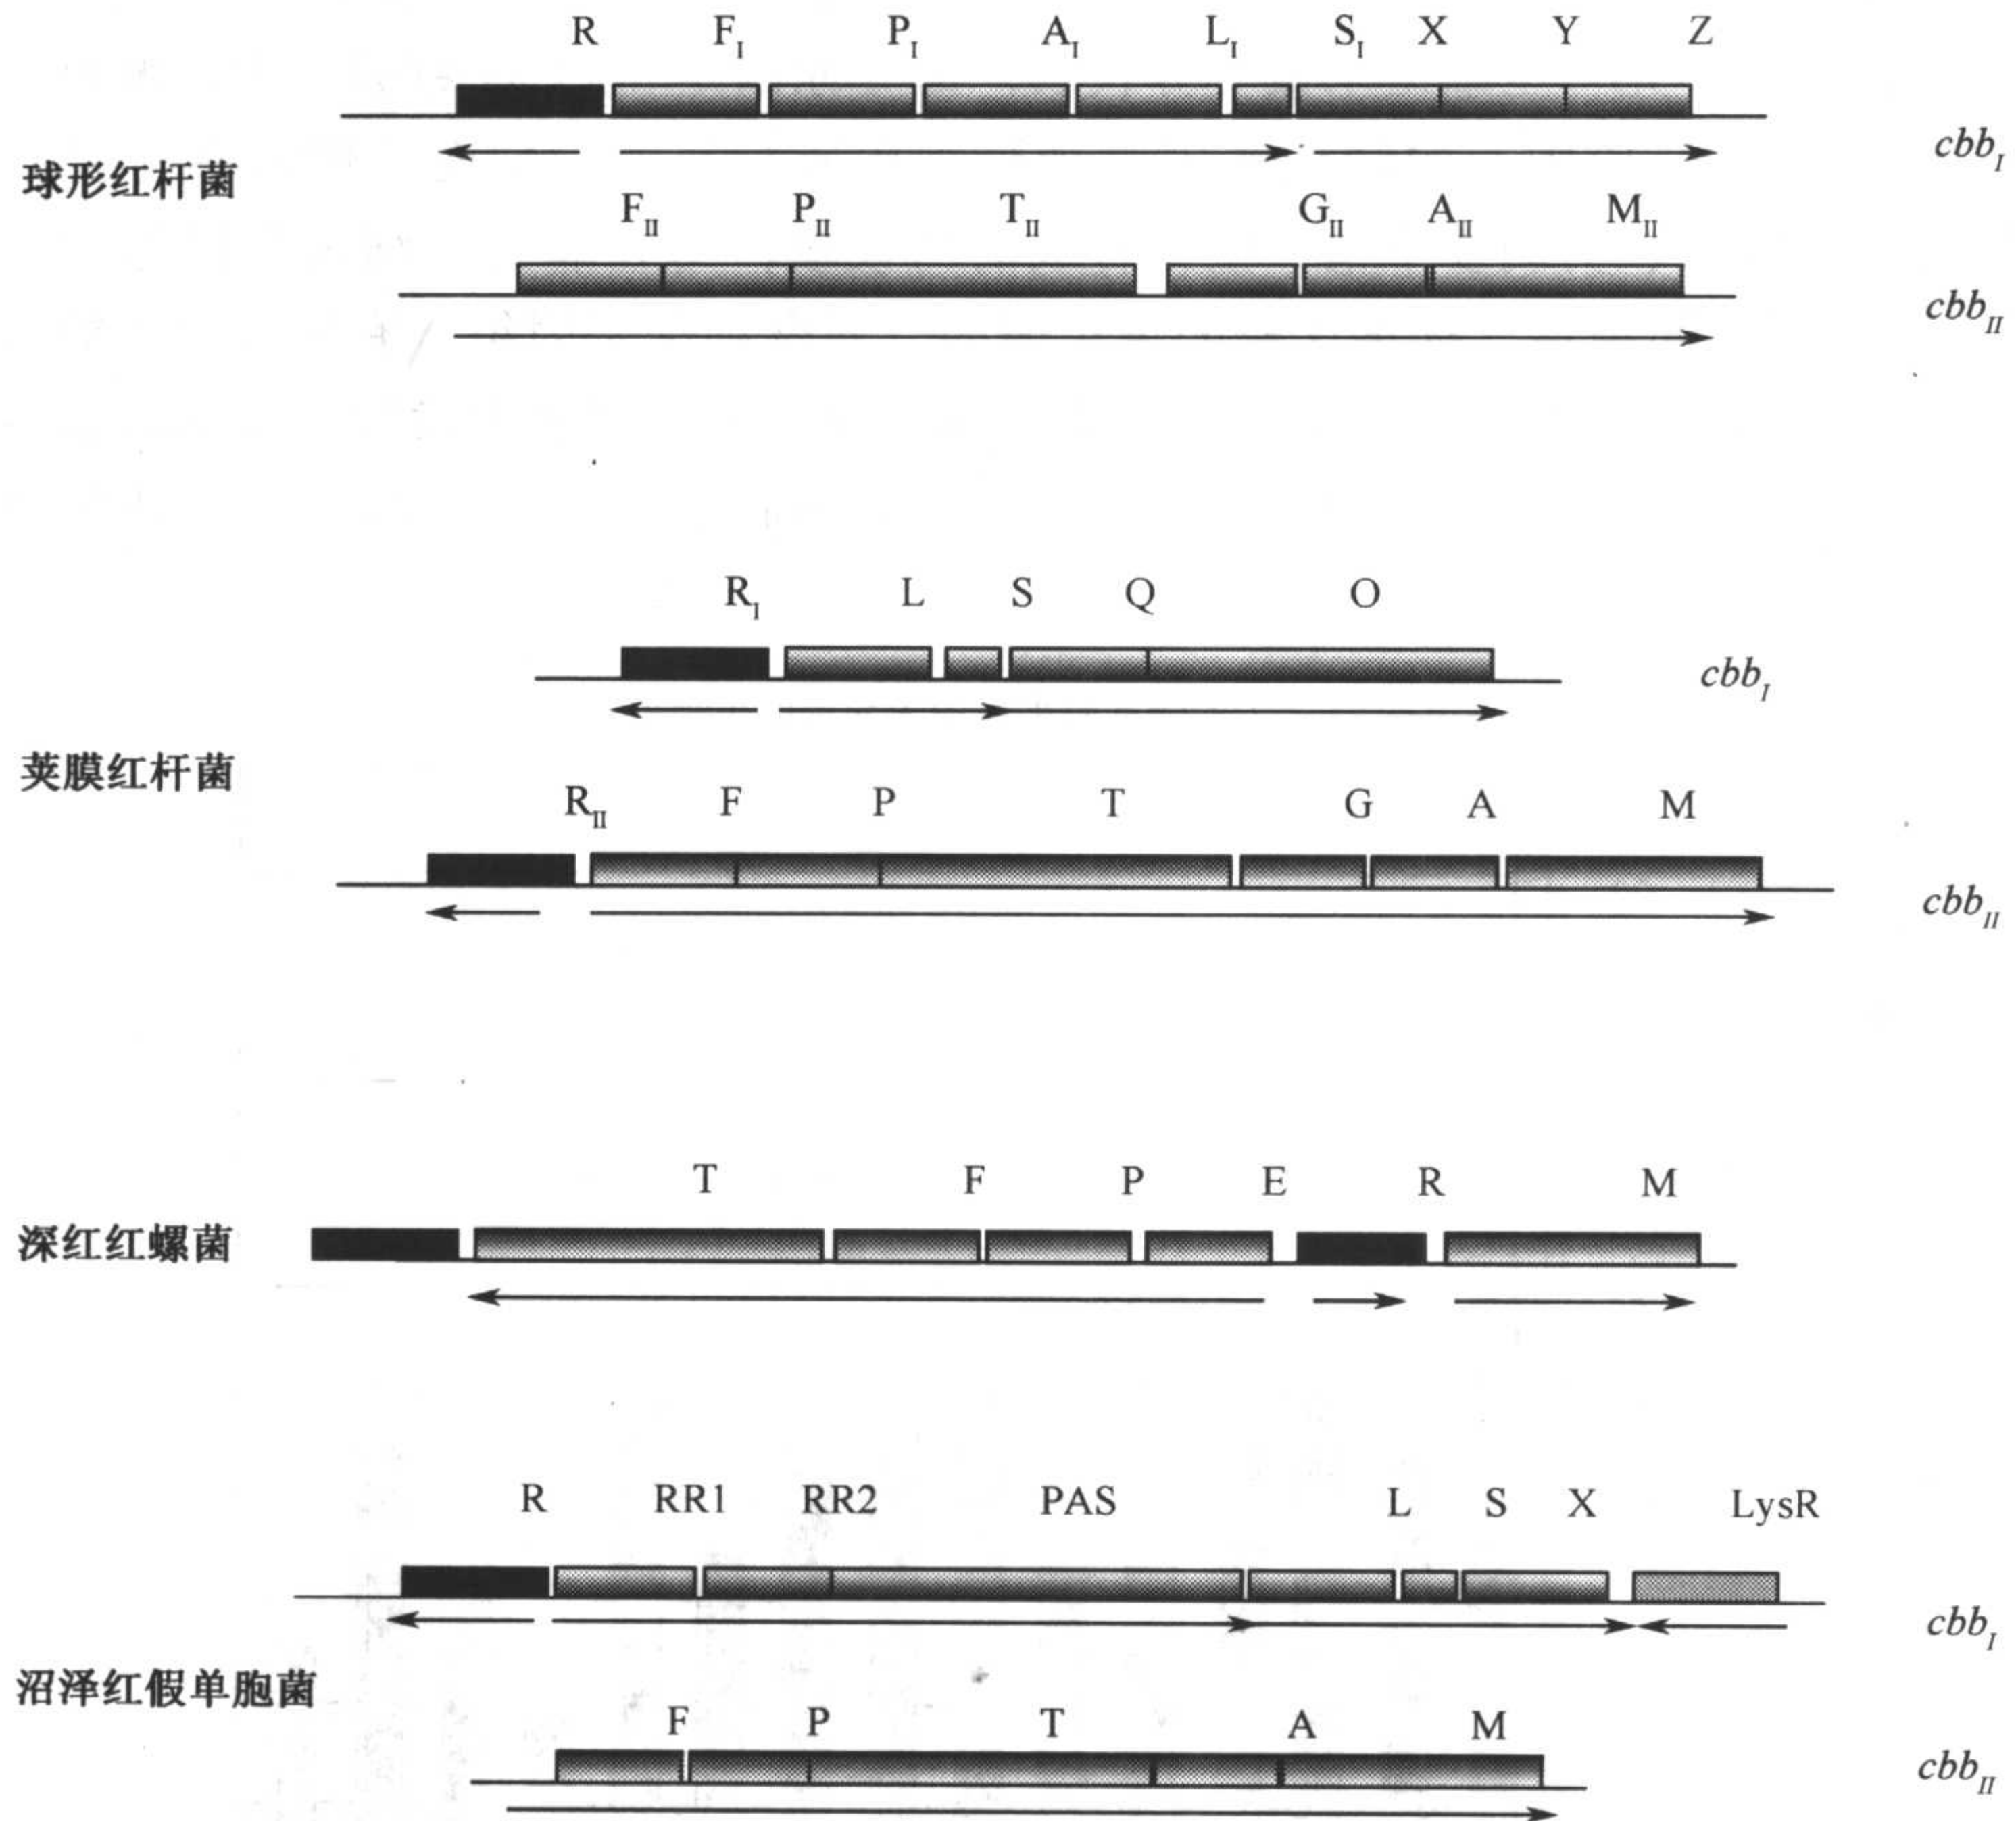 R F_I P_I A_I L_I S_I X Y Z
cbb_I
球形红杆菌
F_II P_II T_II G_II A_II M_II
cbb_II
R_I L S Q O
cbb_I
荚膜红杆菌
R_II F P T G A M
cbb_II
T F P E R M
深红红螺菌
R RR1 RR2 PAS L S X LysR
cbb_I
沼泽红假单胞菌
F P T A M
cbb_II